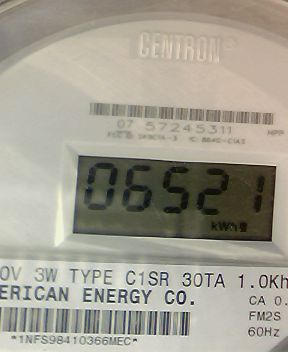 CENTRON®
07 57245311
06521
kWh
0V 3W TYPE C1SR 30TA 1.0Kh
ERICAN ENERGY CO.
CA 0.
FM2S
60Hz
*1NFS98410366MEC*